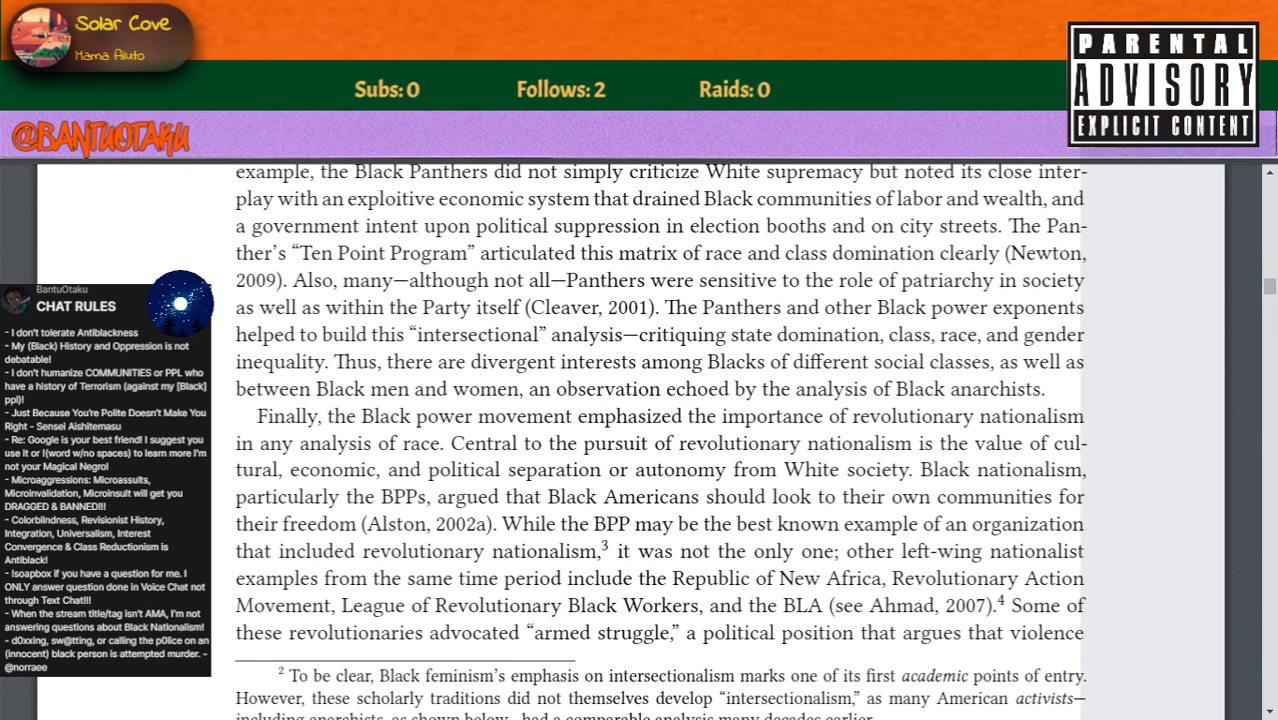 Solar Cove
Mama Aiuto
PARENTAL
ADVISORY
EXPLICIT CONTENT
Subs: 0
Follows: 2
Raids: 0
@BANTUOTAKU
example, the Black Panthers did not simply criticize White supremacy but noted its close inter-
play with an exploitive economic system that drained Black communities of labor and wealth, and
a government intent upon political suppression in election booths and on city streets. The Pan-
ther's "Ten Point Program" articulated this matrix of race and class domination clearly (Newton,
2009). Also, many—although not all—Panthers were sensitive to the role of patriarchy in society
as well as within the Party itself (Cleaver, 2001). The Panthers and other Black power exponents
helped to build this "intersectional" analysis—critiquing state domination, class, race, and gender
inequality. Thus, there are divergent interests among Blacks of different social classes, as well as
between Black men and women, an observation echoed by the analysis of Black anarchists.
Finally, the Black power movement emphasized the importance of revolutionary nationalism
in any analysis of race. Central to the pursuit of revolutionary nationalism is the value of cul-
tural, economic, and political separation or autonomy from White society. Black nationalism,
particularly the BPPs, argued that Black Americans should look to their own communities for
their freedom (Alston, 2002a). While the BPP may be the best known example of an organization
that included revolutionary nationalism,³ it was not the only one; other left-wing nationalist
examples from the same time period include the Republic of New Africa, Revolutionary Action
Movement, League of Revolutionary Black Workers, and the BLA (see Ahmad, 2007).⁴ Some of
these revolutionaries advocated "armed struggle," a political position that argues that violence
² To be clear, Black feminism's emphasis on intersectionalism marks one of its first academic points of entry.
However, these scholarly traditions did not themselves develop "intersectionalism," as many American activists—
including anarchists, as shown below—had a comparable analysis many decades earlier.
BantuOtaku
CHAT RULES
- I don't tolerate Antiblackness
- My (Black) History and Oppression is not
debatable!
- I don't humanize COMMUNITIES or PPL who
have a history of Terrorism (against my [Black]
ppl)!
- Just Because You're Polite Doesn't Make You
Right - Sensei Aishitemasu
- Re: Google is your best friend! I suggest you
use it or !(word w/no spaces) to learn more I'm
not your Magical Negro!
- Microaggressions: Microassults,
Microinvalidation, Microinsult will get you
DRAGGED & BANNED!!!
- Colorblindness, Revisionist History,
Integration, Universalism, Interest
Convergence & Class Reductionism is
Antiblack!
- !soapbox if you have a question for me. I
ONLY answer question done in Voice Chat not
through Text Chat!!!
- When the stream title/tag isn't AMA, I'm not
answering questions about Black Nationalism!
- d0xxing, sw@tting, or calling the p0lice on an
(innocent) black person is attempted murder. -
@norraee